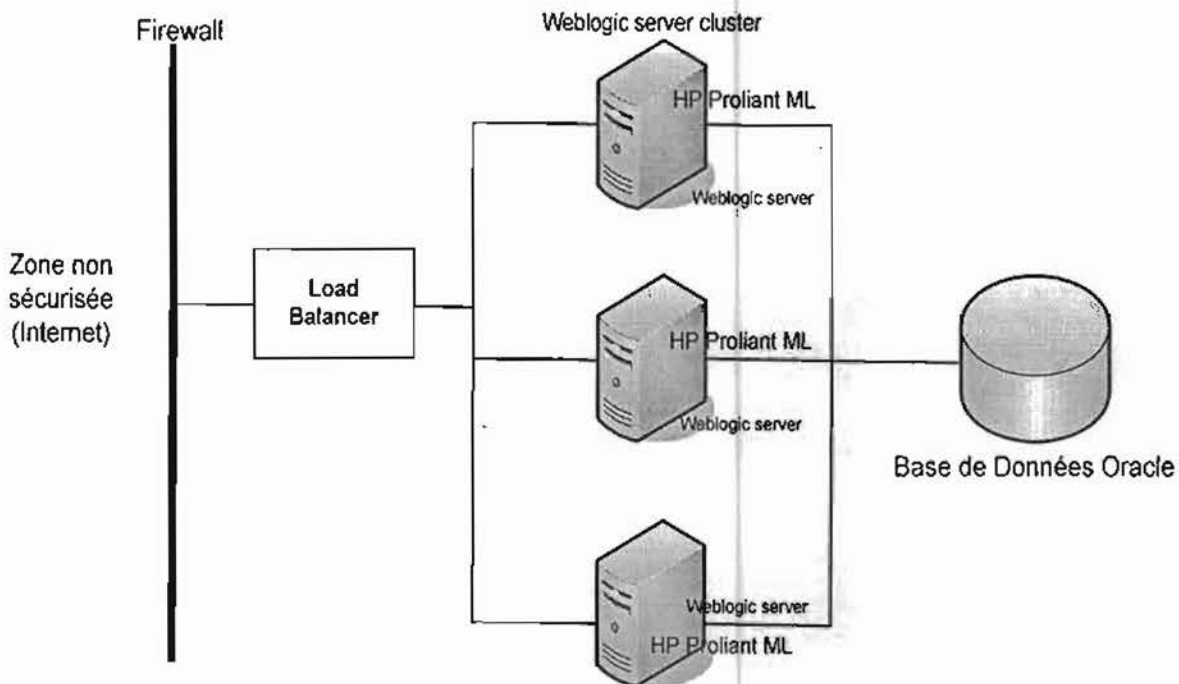 Firewall
Weblogic server cluster
HP Proliant ML
Weblogic server
Zone non
sécurisée
(Internet)
Load
Balancer
HP Proliant ML
Weblogic server
Base de Données Oracle
Weblogic server
HP Proliant ML